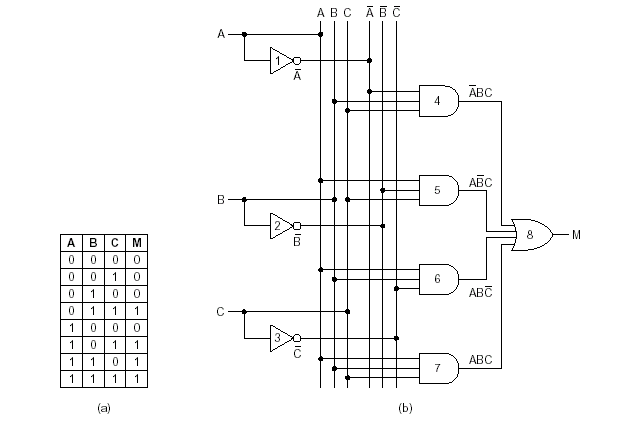 A B C A̅ B̅ C̅
A
1
A̅
4
A̅BC
5
AB̅C
B
2
B̅
8
M
6
ABC̅
C
3
C̅
7
ABC
A B C M
0 0 0 0
0 0 1 0
0 1 0 0
0 1 1 1
1 0 0 0
1 0 1 1
1 1 0 1
1 1 1 1
(a)
(b)